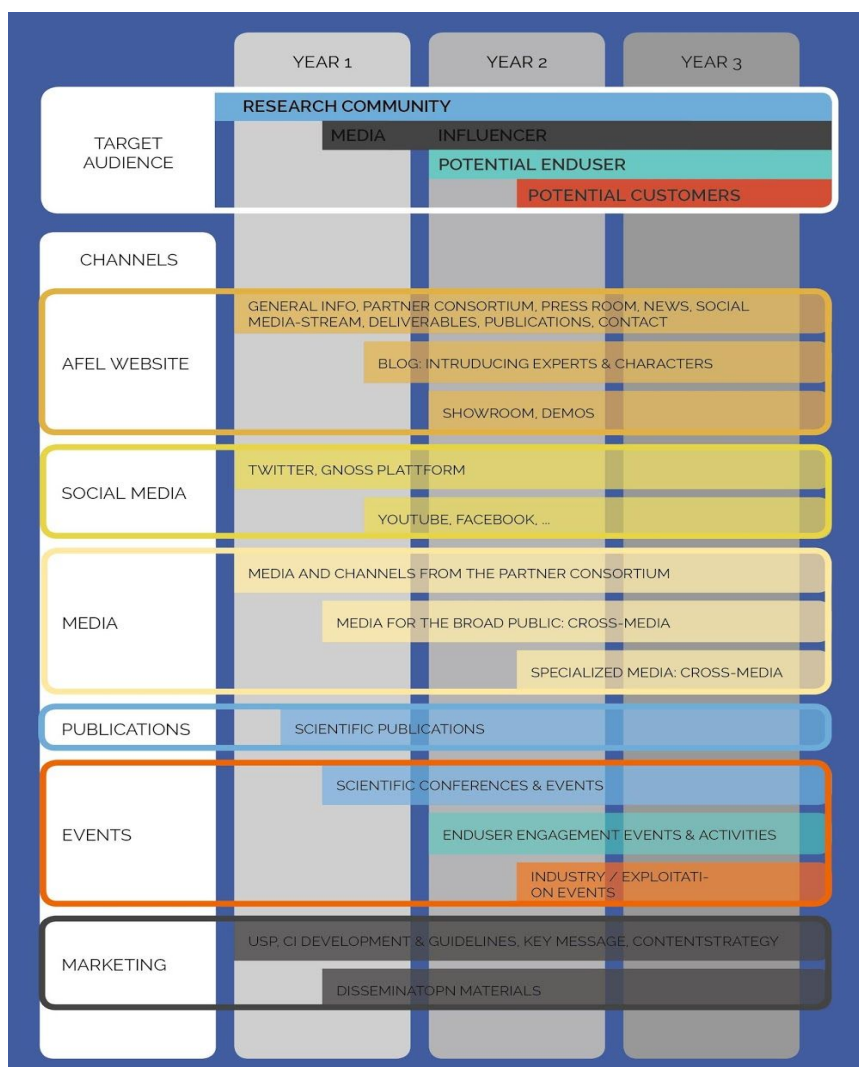 YEAR 1
YEAR 2
YEAR 3
TARGET
AUDIENCE
RESEARCH COMMUNITY
MEDIA
INFLUENCER
POTENTIAL ENDUSER
POTENTIAL CUSTOMERS
CHANNELS
AFEL WEBSITE
GENERAL INFO, PARTNER CONSORTIUM, PRESS ROOM, NEWS, SOCIAL
MEDIA-STREAM, DELIVERABLES, PUBLICATIONS, CONTACT
BLOG: INTRUDUCING EXPERTS & CHARACTERS
SHOWROOM, DEMOS
SOCIAL MEDIA
TWITTER, GNOSS PLATTFORM
YOUTUBE, FACEBOOK, ...
MEDIA
MEDIA AND CHANNELS FROM THE PARTNER CONSORTIUM
MEDIA FOR THE BROAD PUBLIC: CROSS-MEDIA
SPECIALIZED MEDIA: CROSS-MEDIA
PUBLICATIONS
SCIENTIFIC PUBLICATIONS
EVENTS
SCIENTIFIC CONFERENCES & EVENTS
ENDUSER ENGAGEMENT EVENTS & ACTIVITIES
INDUSTRY / EXPLOITATI-
ON EVENTS
MARKETING
USP, CI DEVELOPMENT & GUIDELINES, KEY MESSAGE, CONTENTSTRATEGY
DISSEMINATOPN MATERIALS